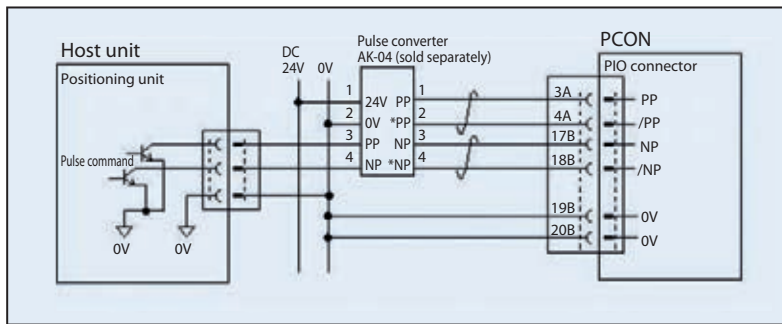 Host unit
Positioning unit
Pulse command
0V
0V
DC
24V 0V
Pulse converter
AK-04 (sold separately)
1 24V PP 1
2 0V *PP 2
3 PP NP 3
4 NP *NP 4
PCON
PIO connector
3A PP
4A /PP
17B NP
18B /NP
19B 0V
20B 0V